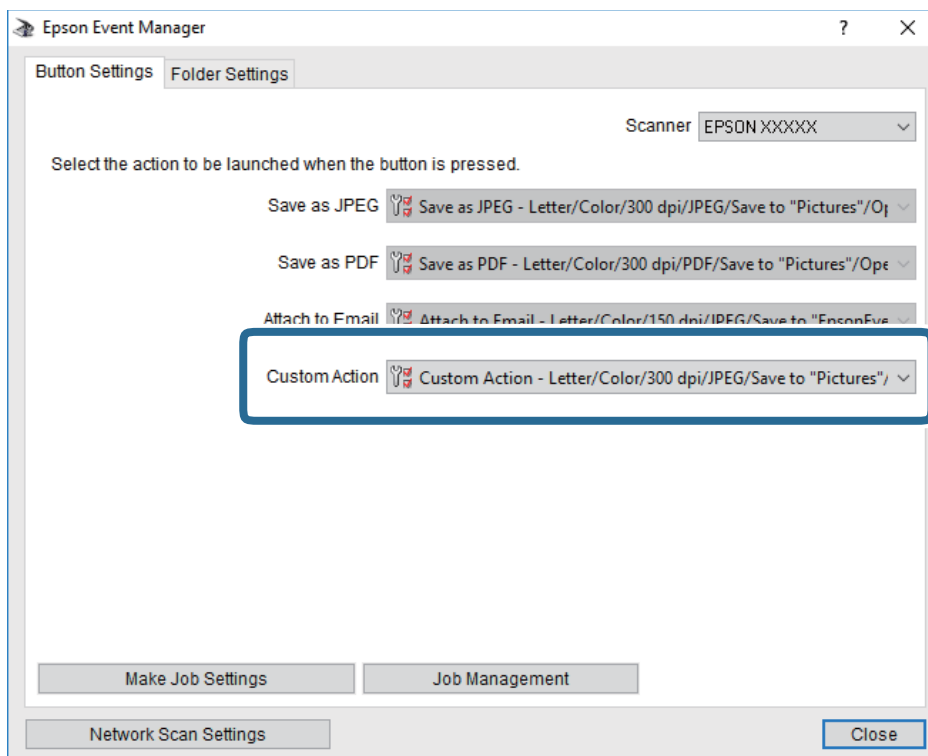 Epson Event Manager
Button Settings Folder Settings
Scanner EPSON XXXXX
Select the action to be launched when the button is pressed.
Save as JPEG Save as JPEG - Letter/Color/300 dpi/JPEG/Save to "Pictures"/Op
Save as PDF Save as PDF - Letter/Color/300 dpi/PDF/Save to "Pictures"/Ope
Attach to Email Attach to Email - Letter/Color/150 dpi/JPEG/Save to "EpsonEve
Custom Action Custom Action - Letter/Color/300 dpi/JPEG/Save to "Pictures"/
Make Job Settings Job Management
Network Scan Settings Close